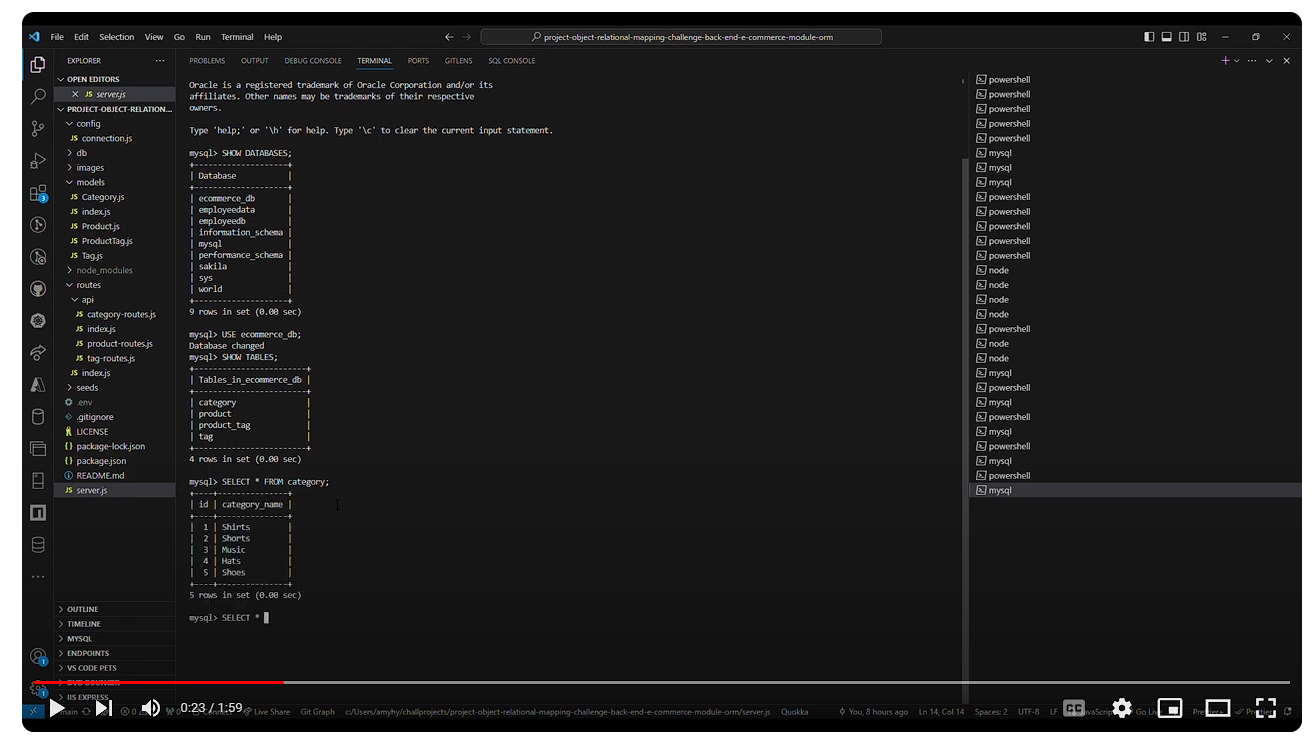 File Edit Selection View Go Run Terminal Help
project-object-relational-mapping-challenge-back-end-e-commerce-module-orm
EXPLORER
OPEN EDITORS
JS server.js
PROJECT-OBJECT-RELATION...
config
JS connection.js
db
images
models
JS Category.js
JS index.js
JS Product.js
JS ProductTag.js
JS Tag.js
node_modules
routes
api
JS category-routes.js
JS index.js
JS product-routes.js
JS tag-routes.js
JS index.js
seeds
.env
.gitignore
LICENSE
{} package-lock.json
{} package.json
README.md
JS server.js
OUTLINE
TIMELINE
MYSQL
ENDPOINTS
VS CODE PETS
IIS EXPRESS
PROBLEMS OUTPUT DEBUG CONSOLE TERMINAL PORTS GITLENS SQL CONSOLE
Oracle is a registered trademark of Oracle Corporation and/or its
affiliates. Other names may be trademarks of their respective
owners.
Type 'help;' or '\h' for help. Type '\c' to clear the current input statement.
mysql> SHOW DATABASES;
+--------------------+
| Database           |
+--------------------+
| ecommerce_db       |
| employeedata       |
| employeedb         |
| information_schema |
| mysql              |
| performance_schema |
| sakila             |
| sys                |
| world              |
+--------------------+
9 rows in set (0.00 sec)
mysql> USE ecommerce_db;
Database changed
mysql> SHOW TABLES;
+------------------------+
| Tables_in_ecommerce_db |
+------------------------+
| category               |
| product                |
| product_tag            |
| tag                    |
+------------------------+
4 rows in set (0.00 sec)
mysql> SELECT * FROM category;
+----+---------------+
| id | category_name |
+----+---------------+
|  1 | Shirts        |
|  2 | Shorts        |
|  3 | Music         |
|  4 | Hats          |
|  5 | Shoes         |
+----+---------------+
5 rows in set (0.00 sec)
mysql> SELECT *
powershell
powershell
powershell
powershell
powershell
mysql
mysql
mysql
powershell
powershell
powershell
powershell
powershell
node
node
node
node
powershell
node
node
mysql
powershell
mysql
powershell
mysql
powershell
mysql
powershell
mysql
0:23 / 1:59
CC
main Live Share Git Graph c:/Users/amyhy/challprojects/project-object-relational-mapping-challenge-back-end-e-commerce-module-orm/server.js Quokka You, 8 hours ago Ln 14, Col 14 Spaces: 2 UTF-8 LF